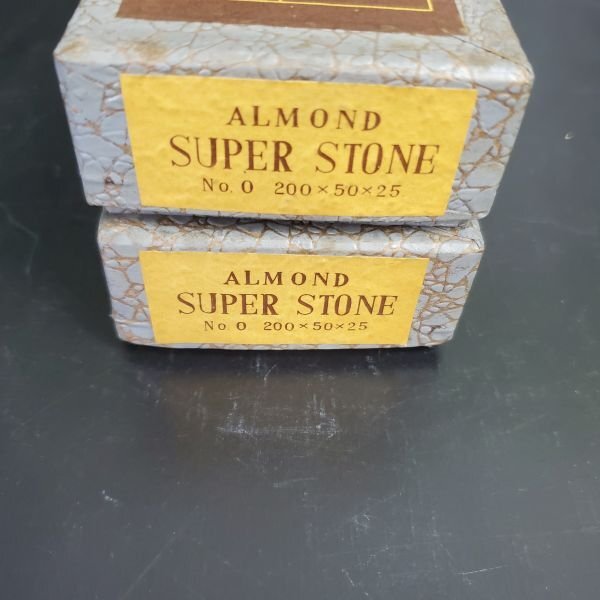 ALMOND
SUPER STONE
No. 0 200×50×25
ALMOND
SUPER STONE
No. 0 200×50×25